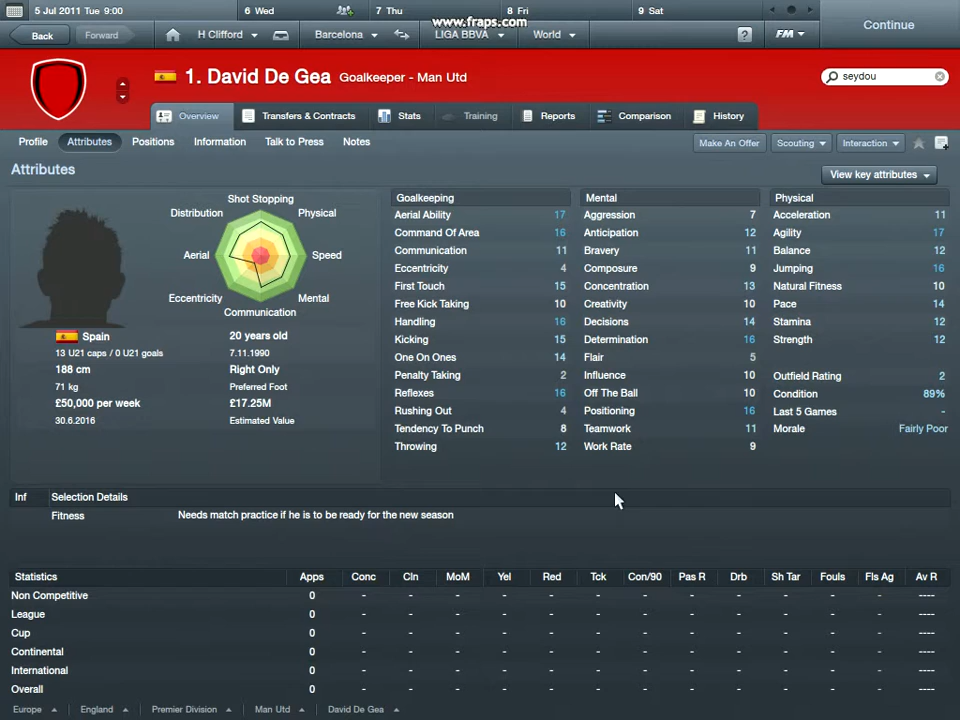 5 Jul 2011 Tue 9:00 6 Wed 7 Thu 8 Fri 9 Sat Continue
www.fraps.com
Back Forward H Clifford Barcelona LIGA BBVA World ? FM
1. David De Gea Goalkeeper - Man Utd seydou
Overview Transfers & Contracts Stats Training Reports Comparison History
Profile Attributes Positions Information Talk to Press Notes Make An Offer Scouting Interaction
Attributes View key attributes
Shot Stopping
Distribution Physical
Aerial Speed
Eccentricity Mental
Communication
Spain 20 years old
13 U21 caps / 0 U21 goals 7.11.1990
188 cm Right Only
71 kg Preferred Foot
£50,000 per week £17.25M
30.6.2016 Estimated Value
Goalkeeping Mental Physical
Aerial Ability 17 Aggression 7 Acceleration 11
Command Of Area 16 Anticipation 12 Agility 17
Communication 11 Bravery 11 Balance 12
Eccentricity 4 Composure 9 Jumping 16
First Touch 15 Concentration 13 Natural Fitness 10
Free Kick Taking 10 Creativity 10 Pace 14
Handling 16 Decisions 14 Stamina 12
Kicking 15 Determination 16 Strength 12
One On Ones 14 Flair 5
Penalty Taking 2 Influence 10 Outfield Rating 2
Reflexes 16 Off The Ball 10 Condition 89%
Rushing Out 4 Positioning 16 Last 5 Games -
Tendency To Punch 8 Teamwork 11 Morale Fairly Poor
Throwing 12 Work Rate 9
Inf Selection Details
Fitness Needs match practice if he is to be ready for the new season
Statistics Apps Conc Cln MoM Yel Red Tck Con/90 Pas R Drb Sh Tar Fouls Fls Ag Av R
Non Competitive 0 - - - - - - - - - - - - ----
League 0 - - - - - - - - - - - - ----
Cup 0 - - - - - - - - - - - - ----
Continental 0 - - - - - - - - - - - - ----
International 0 - - - - - - - - - - - - ----
Overall 0 - - - - - - - - - - - - ----
Europe England Premier Division Man Utd David De Gea